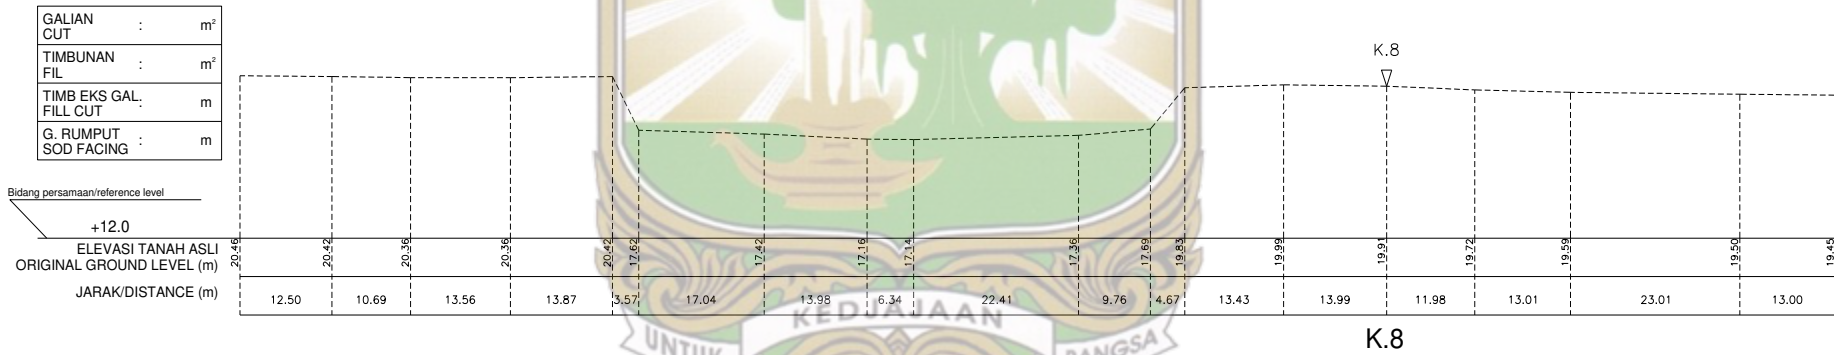 GALIAN : m²
CUT
TIMBUNAN : m²
FIL
TIMB EKS GAL. : m
FILL CUT
G. RUMPUT : m
SOD FACING
K.8
Bidang persamaan/reference level
+12.0
ELEVASI TANAH ASLI
ORIGINAL GROUND LEVEL (m)
20.46 20.42 20.36 20.36 20.42 17.62 17.42 17.16 17.14 17.36 17.69 19.83 19.99 19.91 19.72 19.59 19.50 19.45
JARAK/DISTANCE (m)
12.50 10.69 13.56 13.87 3.57 17.04 13.98 6.34 22.41 9.76 4.67 13.43 13.99 11.98 13.01 23.01 13.00
KEDJAJAAN
UNTUK BANGSA
K.8